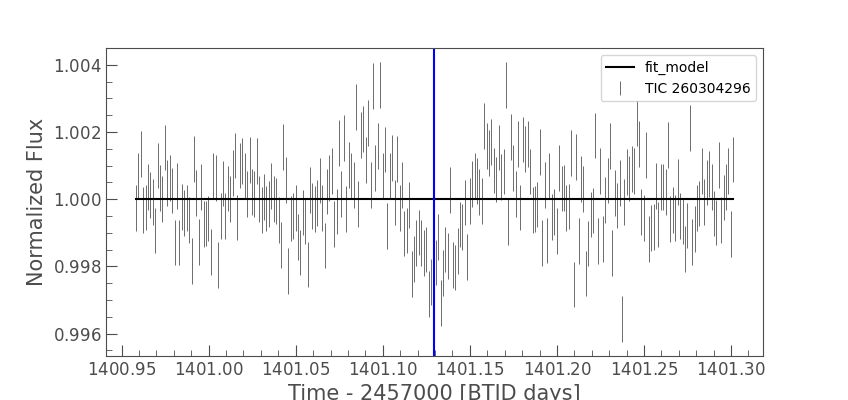 1.004
1.002
1.000
0.998
0.996
Normalized Flux
fit_model
TIC 260304296
1400.95 1401.00 1401.05 1401.10 1401.15 1401.20 1401.25 1401.30
Time - 2457000 [BTJD days]